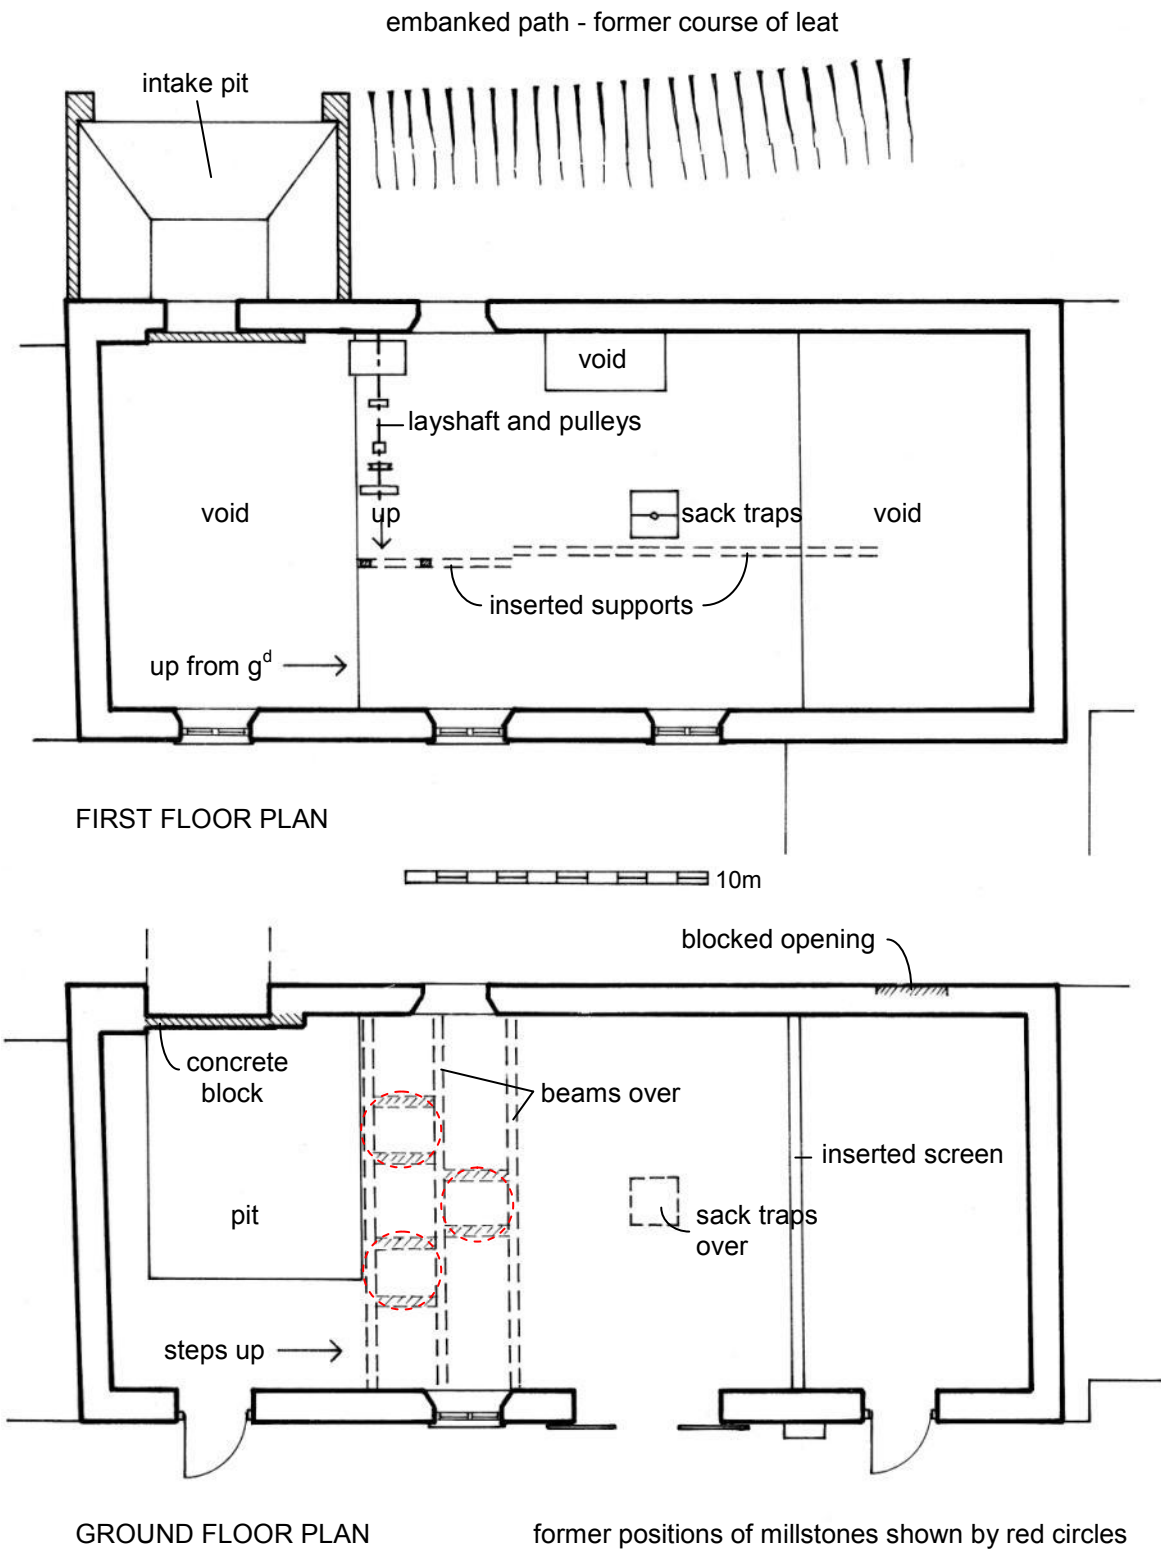 embanked path - former course of leat
intake pit
void
layshaft and pulleys
void
up
sack traps
void
inserted supports
up from gᵈ
FIRST FLOOR PLAN
10m
blocked opening
concrete
block
beams over
inserted screen
pit
sack traps
over
steps up
GROUND FLOOR PLAN
former positions of millstones shown by red circles